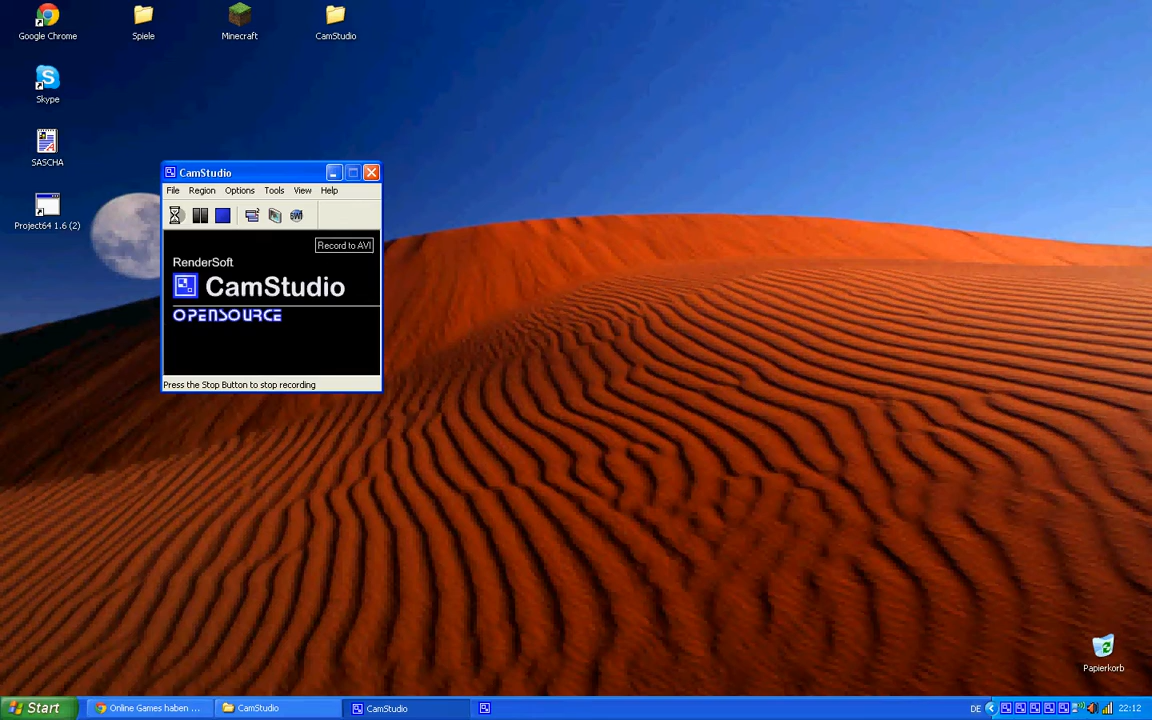 Google Chrome
Spiele
Minecraft
CamStudio
Skype
SASCHA
Project64 1.6 (2)
CamStudio
File Region Options Tools View Help
Record to AVI
RenderSoft
CamStudio
OPENSOURCE
Press the Stop Button to stop recording
Papierkorb
Start
Online Games haben ...
CamStudio
CamStudio
DE
22:12